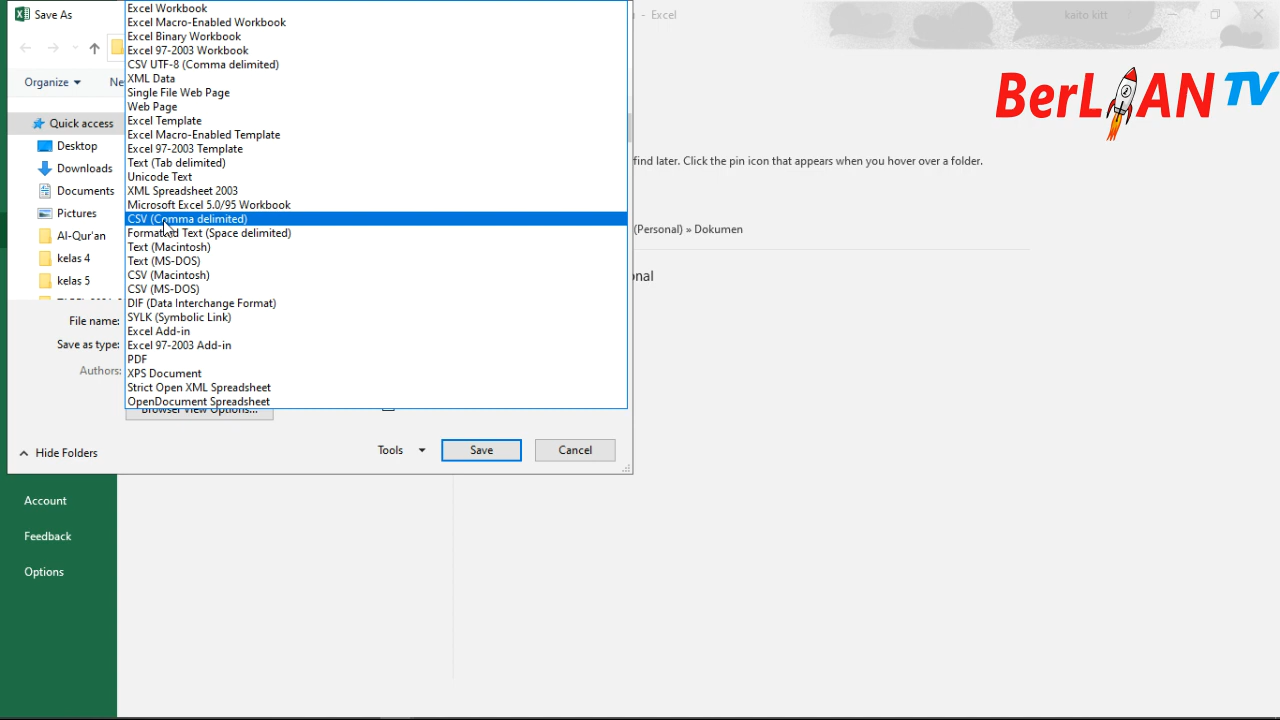 Save As
- Excel
kaito kitt
BerLiAN TV
Organize
Quick access
Desktop
Downloads
Documents
Pictures
Al-Qur'an
kelas 4
kelas 5
Excel Workbook
Excel Macro-Enabled Workbook
Excel Binary Workbook
Excel 97-2003 Workbook
CSV UTF-8 (Comma delimited)
XML Data
Single File Web Page
Web Page
Excel Template
Excel Macro-Enabled Template
Excel 97-2003 Template
Text (Tab delimited)
Unicode Text
XML Spreadsheet 2003
Microsoft Excel 5.0/95 Workbook
CSV (Comma delimited)
Formatted Text (Space delimited)
Text (Macintosh)
Text (MS-DOS)
CSV (Macintosh)
CSV (MS-DOS)
DIF (Data Interchange Format)
SYLK (Symbolic Link)
Excel Add-in
Excel 97-2003 Add-in
PDF
XPS Document
Strict Open XML Spreadsheet
OpenDocument Spreadsheet
find later. Click the pin icon that appears when you hover over a folder.
(Personal) » Dokumen
File name:
Save as type:
Authors:
Browser View Options...
Hide Folders
Tools
Save
Cancel
Account
Feedback
Options